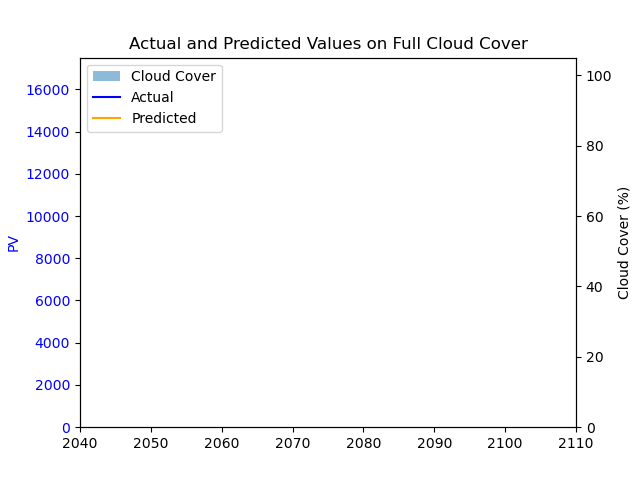 Actual and Predicted Values on Full Cloud Cover
Cloud Cover
Actual
Predicted
16000
14000
12000
10000
8000
6000
4000
2000
0
PV
100
80
60
40
20
0
Cloud Cover (%)
2040 2050 2060 2070 2080 2090 2100 2110